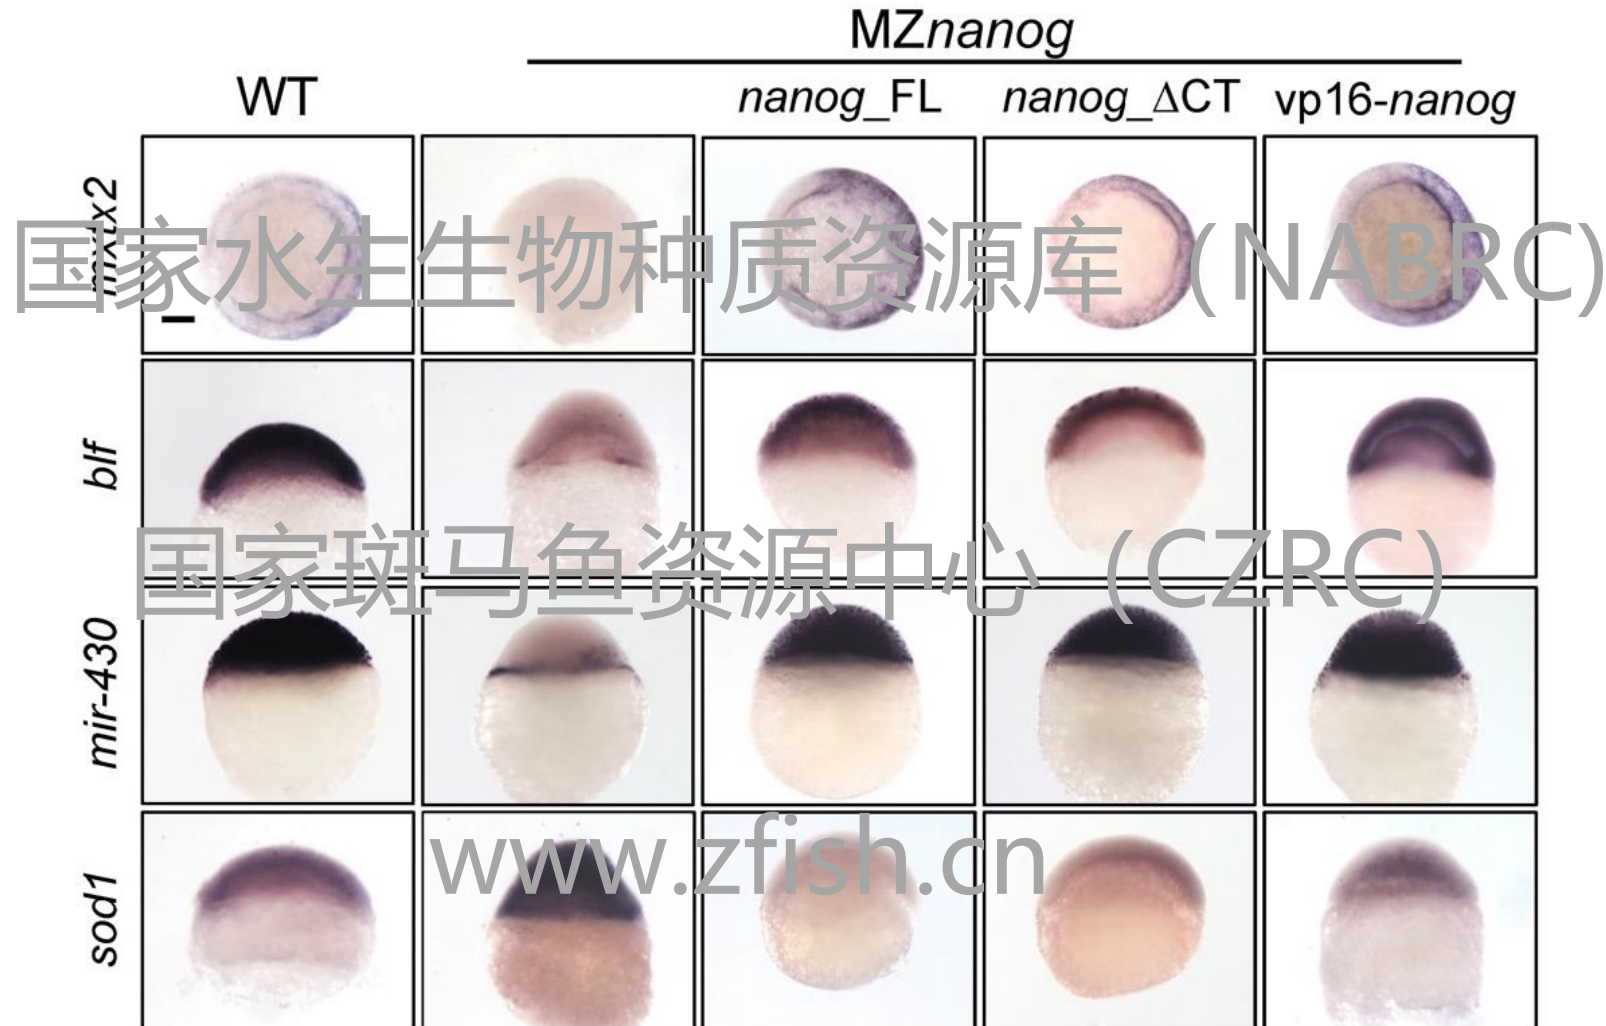 MZnanog
WT nanog_FL nanog_ΔCT vp16-nanog
mxtx2
国家水生生物种质资源库（NABRC）
blf
国家斑马鱼资源中心（CZRC）
mir-430
www.zfish.cn
sod1